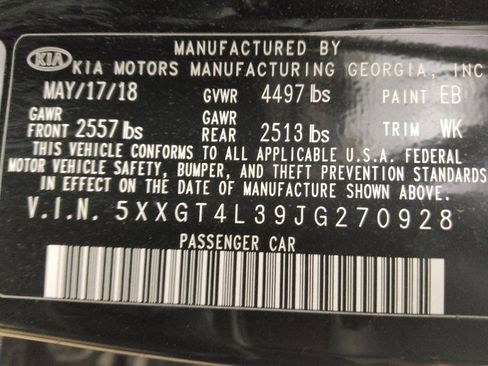 KIA
MANUFACTURED BY
KIA MOTORS MANUFACTURING GEORGIA, INC
MAY/17/18 GVWR 4497 lbs PAINT EB
GAWR FRONT 2557 lbs GAWR REAR 2513 lbs TRIM WK
THIS VEHICLE CONFORMS TO ALL APPLICABLE U.S.A. FEDERAL
MOTOR VEHICLE SAFETY, BUMPER, AND THEFT PREVENTION STANDARDS
IN EFFECT ON THE DATE OF MANUFACTURE SHOWN ABOVE.
V.I.N. 5XXGT4L39JG270928
PASSENGER CAR